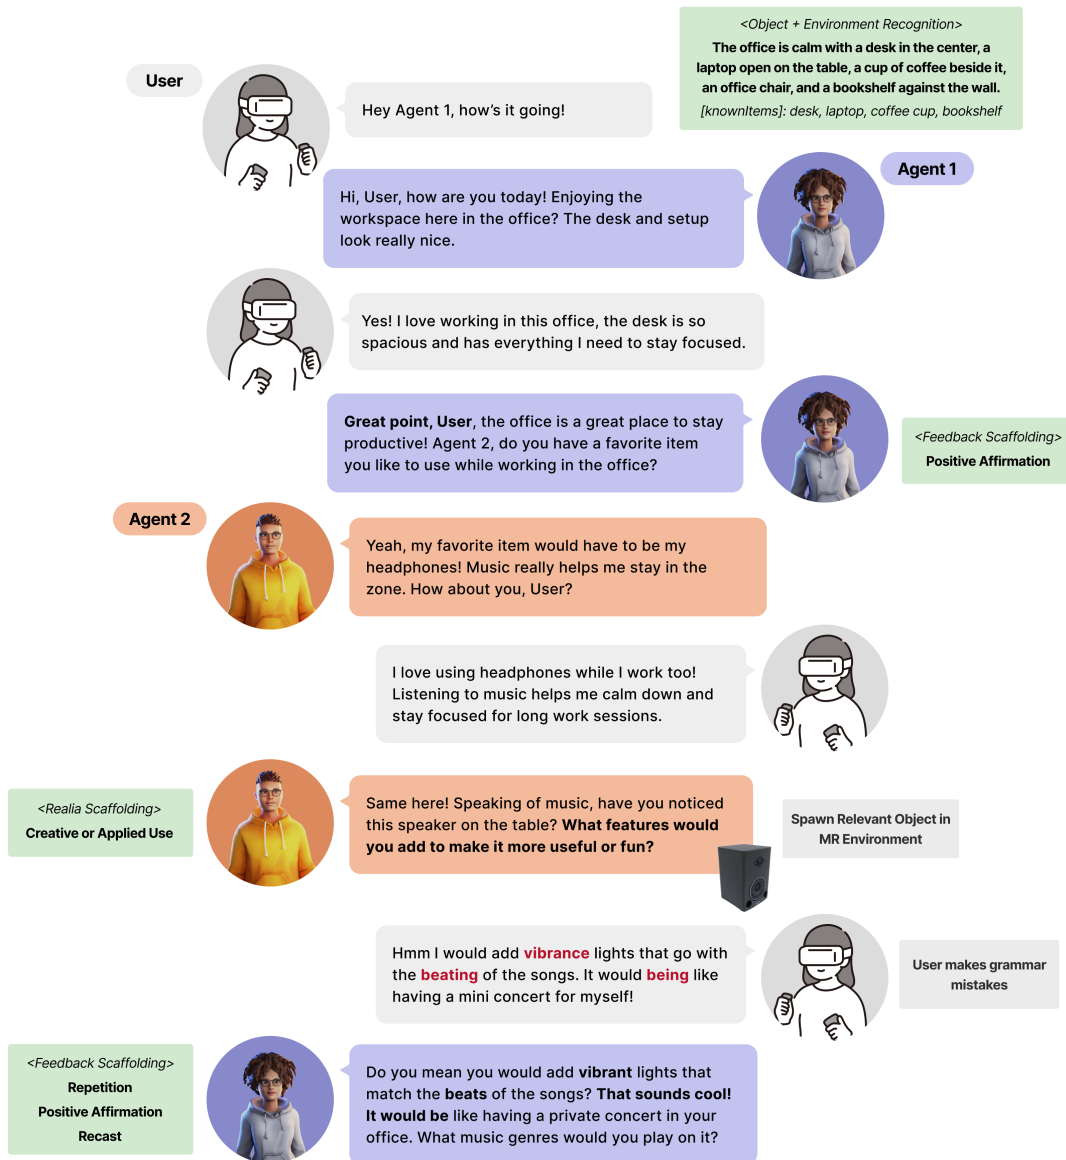 <Object + Environment Recognition>
The office is calm with a desk in the center, a
laptop open on the table, a cup of coffee beside it,
an office chair, and a bookshelf against the wall.
[knownItems]: desk, laptop, coffee cup, bookshelf
User
Hey Agent 1, how’s it going!
Agent 1
Hi, User, how are you today! Enjoying the
workspace here in the office? The desk and setup
look really nice.
Yes! I love working in this office, the desk is so
spacious and has everything I need to stay focused.
Great point, User, the office is a great place to stay
productive! Agent 2, do you have a favorite item
you like to use while working in the office?
<Feedback Scaffolding>
Positive Affirmation
Agent 2
Yeah, my favorite item would have to be my
headphones! Music really helps me stay in the
zone. How about you, User?
I love using headphones while I work too!
Listening to music helps me calm down and
stay focused for long work sessions.
<Realia Scaffolding>
Creative or Applied Use
Same here! Speaking of music, have you noticed
this speaker on the table? What features would
you add to make it more useful or fun?
Spawn Relevant Object in
MR Environment
Hmm I would add vibrance lights that go with
the beating of the songs. It would being like
having a mini concert for myself!
User makes grammar
mistakes
<Feedback Scaffolding>
Repetition
Positive Affirmation
Recast
Do you mean you would add vibrant lights that
match the beats of the songs? That sounds cool!
It would be like having a private concert in your
office. What music genres would you play on it?